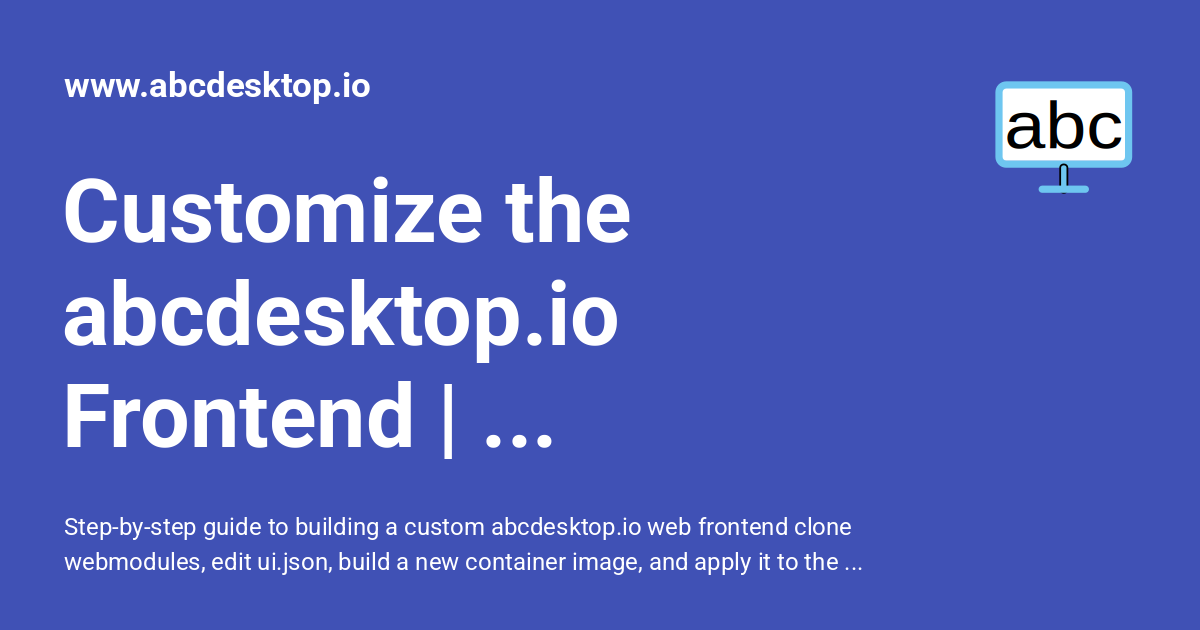 www.abcdesktop.io
abc
Customize the
abcdesktop.io
Frontend | ...
Step-by-step guide to building a custom abcdesktop.io web frontend clone
webmodules, edit ui.json, build a new container image, and apply it to the ...